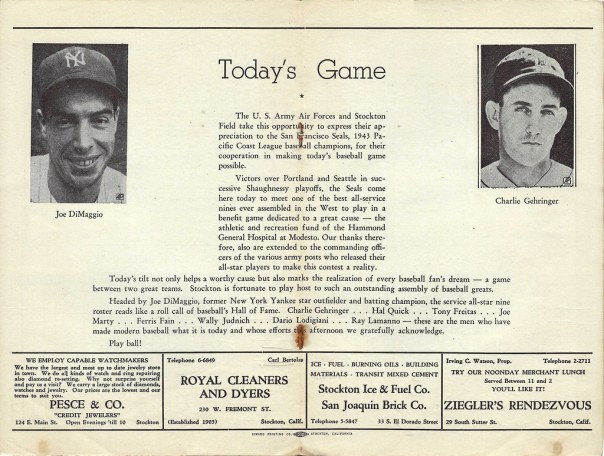 Today's Game
NY
Joe DiMaggio
Charlie Gehringer
The U. S. Army Air Forces and Stockton
Field take this opportunity to express their ap-
preciation to the San Francisco Seals, 1943 Pa-
cific Coast League baseball champions, for their
cooperation in making today's baseball game
possible.
Victors over Portland and Seattle in suc-
cessive Shaughnessy playoffs, the Seals come
here today to meet one of the best all-service
nines ever assembled in the West to play in a
benefit game dedicated to a great cause — the
athletic and recreation fund of the Hammond
General Hospital at Modesto. Our thanks there-
fore, also are extended to the commanding offi-
cers of the various army posts who released their
all-star players to make this contest a reality.
Today's tilt not only helps a worthy cause but also marks the realization of every baseball fan's dream — a game
between two great teams. Stockton is fortunate to play host to such an outstanding assembly of baseball greats.
Headed by Joe DiMaggio, former New York Yankee star outfielder and batting champion, the service all-star nine
roster reads like a roll call of baseball's Hall of Fame. Charlie Gehringer . . . Hal Quick . . . Tony Freitas . . . Joe
Marty . . . Ferris Fain . . . Wally Judnich . . . Dario Lodigiani . . . Ray Lamanno — these are the men who have
made modern baseball what it is today and whose efforts this afternoon we gratefully acknowledge.
Play ball!
WE EMPLOY CAPABLE WATCHMAKERS
We have the largest and most up to date jewelry store
in town. We do all kinds of watch and ring repairing
also diamond re-setting. Why not surprise yourself
and pay us a visit? We carry a large stock of diamonds,
watches and jewelry. Our prices are the lowest and our
terms to suit you.
PESCE & CO.
"CREDIT JEWELERS"
124 E. Main St. Open Evenings 'till 10 Stockton
Telephone 6-6849 Carl Bertolas
ROYAL CLEANERS
AND DYERS
230 W. FREMONT ST.
(Established 1905) Stockton, Calif.
ICE - FUEL - BURNING OILS - BUILDING
MATERIALS - TRANSIT MIXED CEMENT
Stockton Ice & Fuel Co.
San Joaquin Brick Co.
Telephone 5-5847 33 S. El Dorado Street
Irving C. Wetson, Prop. Telephone 2-2711
TRY OUR NOONDAY MERCHANT LUNCH
Served Between 11 and 2
YOU'LL LIKE IT!
ZIEGLER'S RENDEZVOUS
29 South Sutter St. Stockton, Calif.
PRINTING CO. STOCKTON, CALIFORNIA